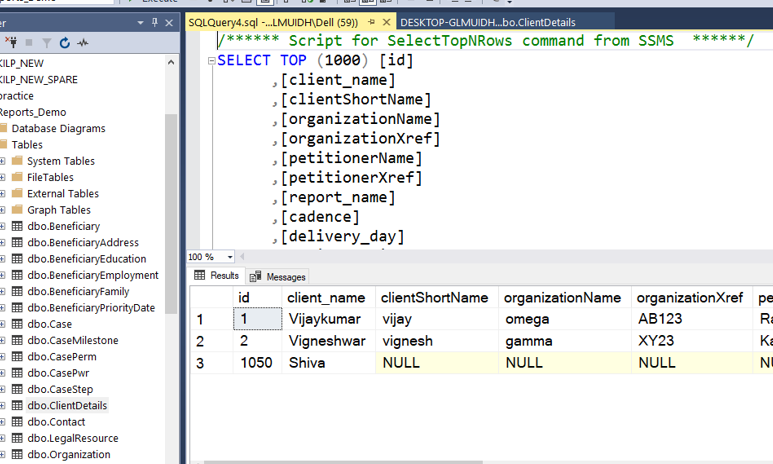 Execute
SQLQuery4.sql -...LMUIDH\Dell (59))
DESKTOP-GLMUIDH...bo.ClientDetails
KILP_NEW
KILP_NEW_SPARE
practice
Reports_Demo
Database Diagrams
Tables
System Tables
FileTables
External Tables
Graph Tables
dbo.Beneficiary
dbo.BeneficiaryAddress
dbo.BeneficiaryEducation
dbo.BeneficiaryEmployment
dbo.BeneficiaryFamily
dbo.BeneficiaryPriorityDate
dbo.Case
dbo.CaseMilestone
dbo.CasePerm
dbo.CasePwr
dbo.CaseStep
dbo.ClientDetails
dbo.Contact
dbo.LegalResource
dbo.Organization
/****** Script for SelectTopNRows command from SSMS ******/
SELECT TOP (1000) [id]
,[client_name]
,[clientShortName]
,[organizationName]
,[organizationXref]
,[petitionerName]
,[petitionerXref]
,[report_name]
,[cadence]
,[delivery_day]
100 %
Results Messages
id client_name clientShortName organizationName organizationXref pe
1 1 Vijaykumar vijay omega AB123 Ra
2 2 Vigneshwar vignesh gamma XY23 Ka
3 1050 Shiva NULL NULL NULL